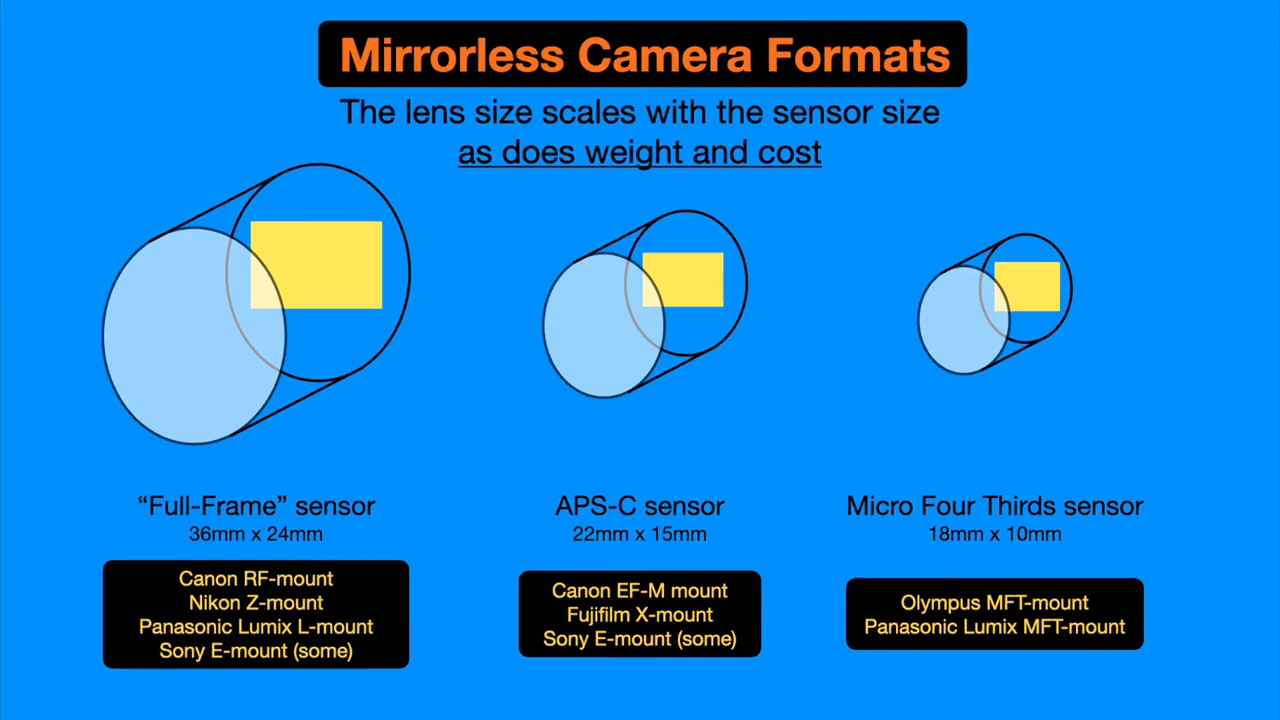 Mirrorless Camera Formats
The lens size scales with the sensor size
as does weight and cost
“Full-Frame” sensor
36mm x 24mm
Canon RF-mount
Nikon Z-mount
Panasonic Lumix L-mount
Sony E-mount (some)
APS-C sensor
22mm x 15mm
Canon EF-M mount
Fujifilm X-mount
Sony E-mount (some)
Micro Four Thirds sensor
18mm x 10mm
Olympus MFT-mount
Panasonic Lumix MFT-mount